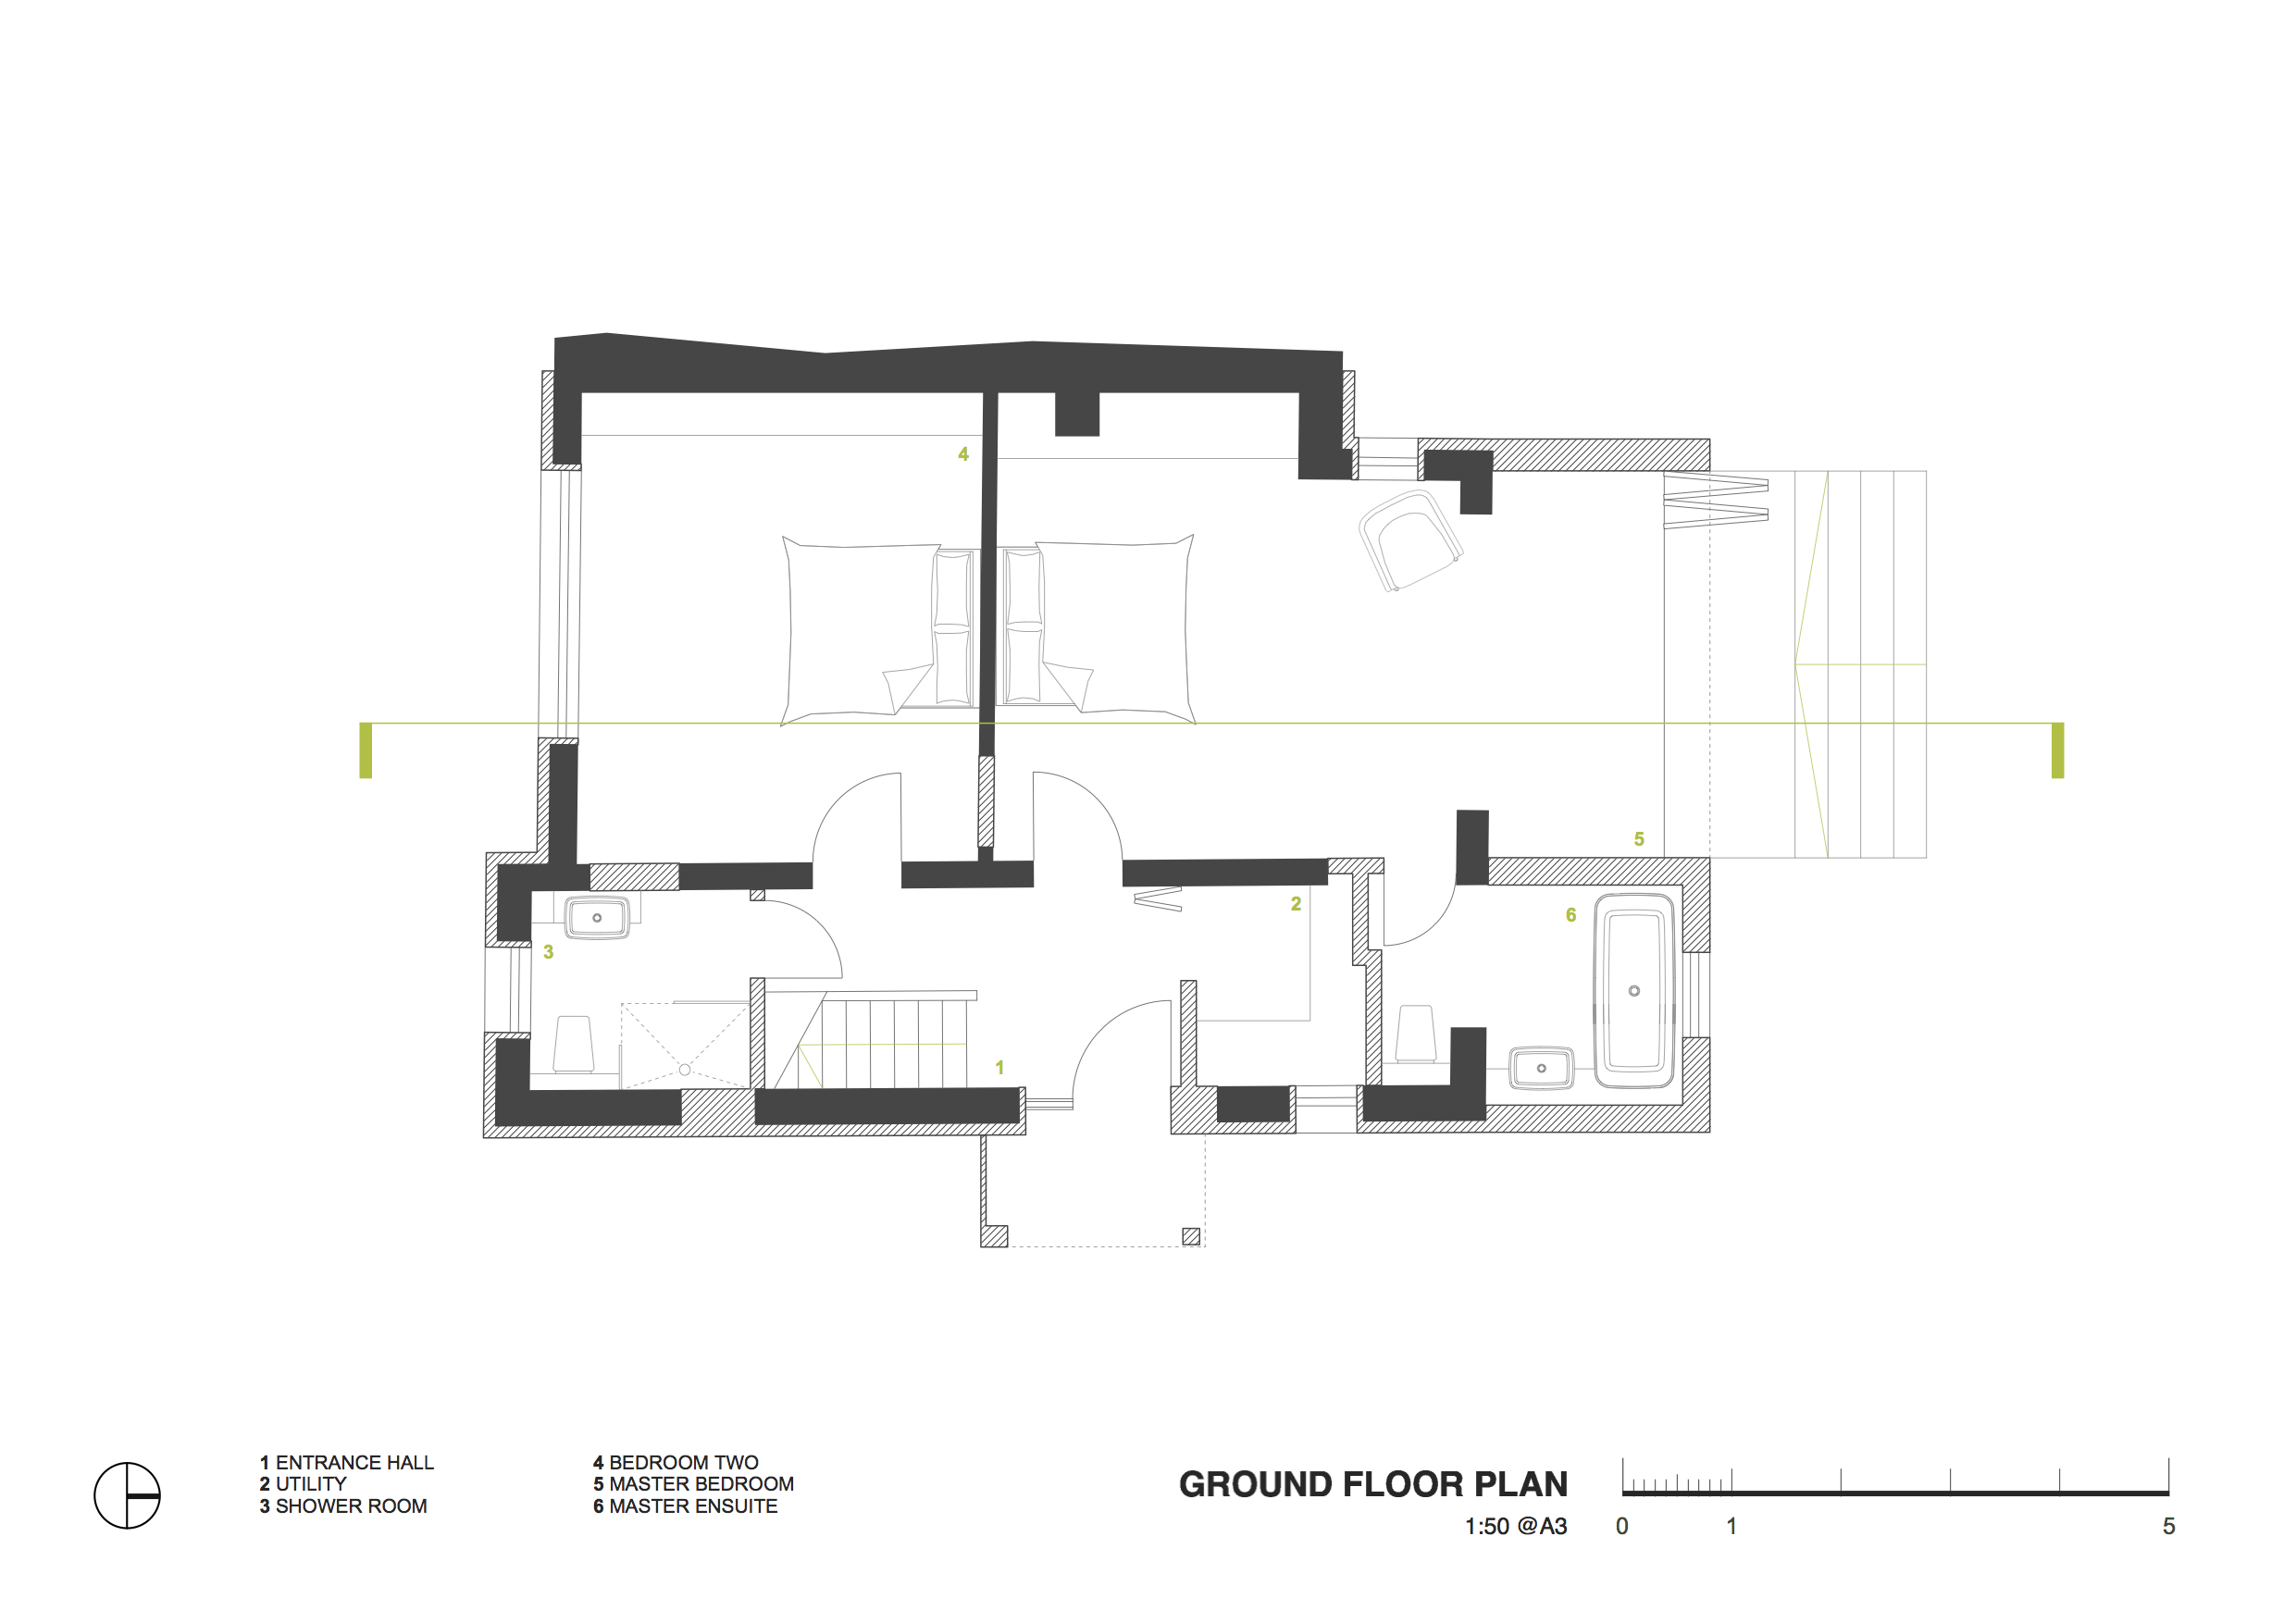 4
5
2
6
3
1
1 ENTRANCE HALL
2 UTILITY
3 SHOWER ROOM
4 BEDROOM TWO
5 MASTER BEDROOM
6 MASTER ENSUITE
GROUND FLOOR PLAN
1:50 @A3
0 1 5